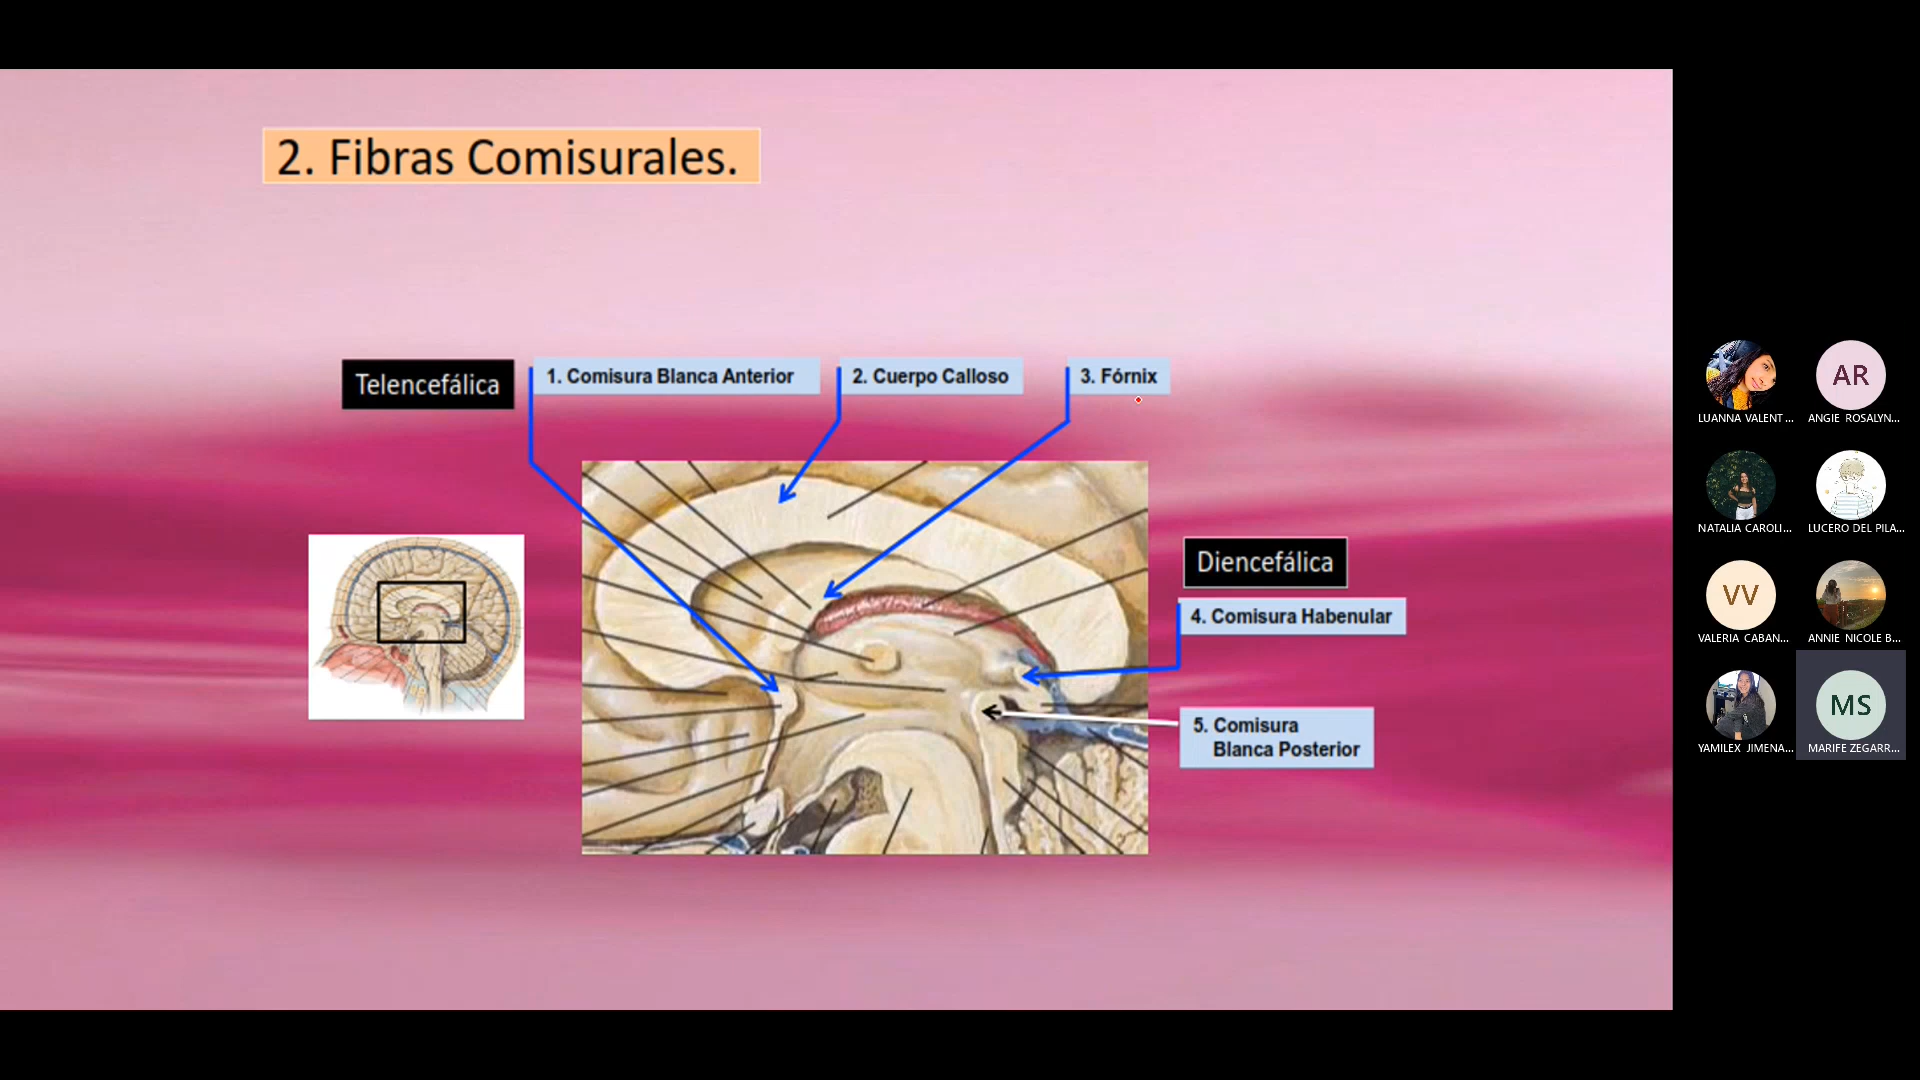 2. Fibras Comisurales.
Telencefálica
1. Comisura Blanca Anterior
2. Cuerpo Calloso
3. Fórnix
Diencefálica
4. Comisura Habenular
5. Comisura
Blanca Posterior
LUANNA VALENT...
AR
ANGIE ROSALYN...
NATALIA CAROLI...
LUCERO DEL PILA...
VV
VALERIA CABAN...
ANNIE NICOLE B...
YAMILEX JIMENA...
MS
MARIFE ZEGARR...